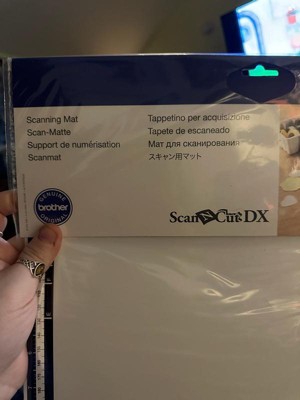 Scanning Mat
Scan-Matte
Support de numérisation
Scanmat
Tappetino per acquisizione
Tapete de escaneado
Мат для сканирования
スキャン用マット
GENUINE
brother
ORIGINAL
ScanNCut DX